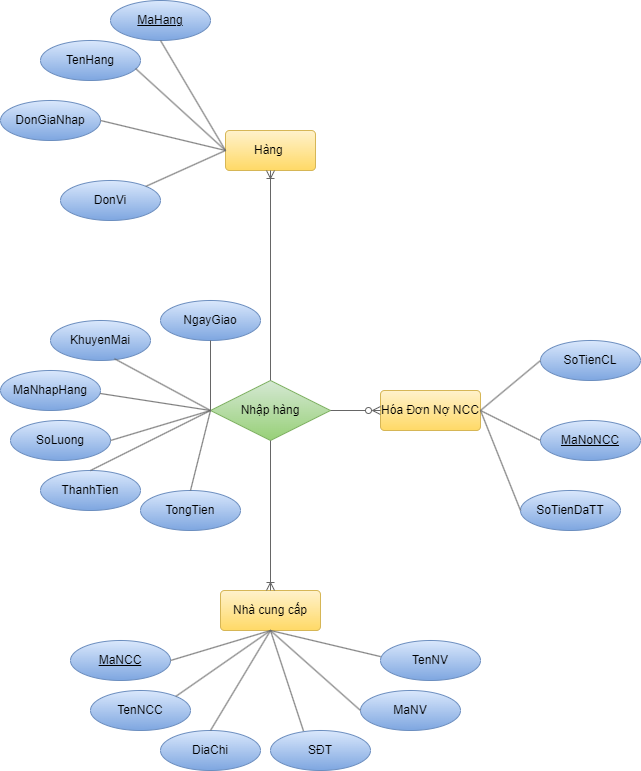 MaHang
TenHang
DonGiaNhap
DonVi
Hàng
NgayGiao
KhuyenMai
MaNhapHang
SoLuong
ThanhTien
TongTien
Nhập hàng
Hóa Đơn Nợ NCC
SoTienCL
MaNoNCC
SoTienDaTT
Nhà cung cấp
MaNCC
TenNCC
DiaChi
SĐT
MaNV
TenNV